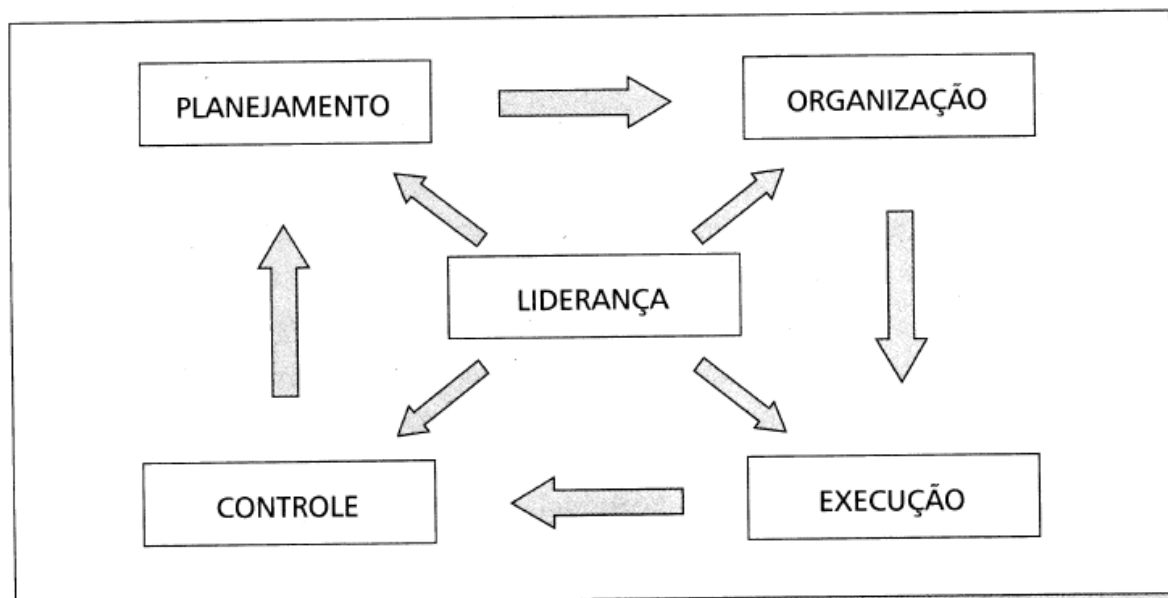 PLANEJAMENTO
ORGANIZAÇÃO
LIDERANÇA
CONTROLE
EXECUÇÃO